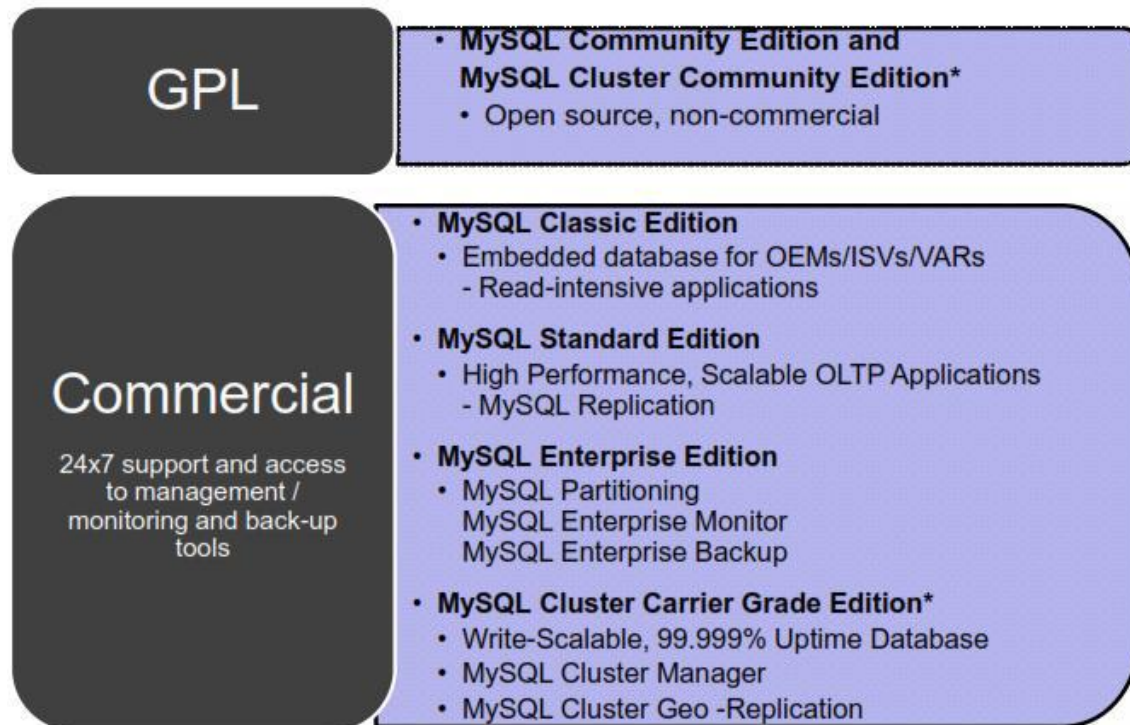 GPL
• MySQL Community Edition and
MySQL Cluster Community Edition*
• Open source, non-commercial
Commercial
24x7 support and access
to management /
monitoring and back-up
tools
• MySQL Classic Edition
• Embedded database for OEMs/ISVs/VARs
- Read-intensive applications
• MySQL Standard Edition
• High Performance, Scalable OLTP Applications
- MySQL Replication
• MySQL Enterprise Edition
• MySQL Partitioning
MySQL Enterprise Monitor
MySQL Enterprise Backup
• MySQL Cluster Carrier Grade Edition*
• Write-Scalable, 99.999% Uptime Database
• MySQL Cluster Manager
• MySQL Cluster Geo -Replication